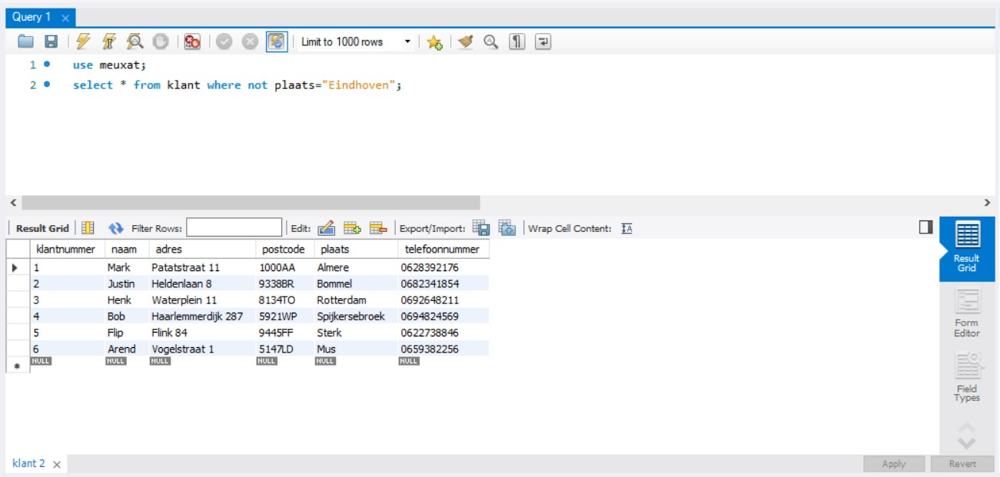 Query 1
Limit to 1000 rows
1 use meuxat;
2 select * from klant where not plaats="Eindhoven";
Result Grid Filter Rows: Edit: Export/Import: Wrap Cell Content: IA
klantnummer naam adres postcode plaats telefoonnummer
1 Mark Patatstraat 11 1000AA Almere 0628392176
2 Justin Heldenlaan 8 9338BR Bommel 0682341854
3 Henk Waterplein 11 8134TO Rotterdam 0692648211
4 Bob Haarlemmerdijk 287 5921WP Spijkersebroek 0694824569
5 Flip Flink 84 9445FF Sterk 0622738846
6 Arend Vogelstraat 1 5147LD Mus 0659382256
NULL NULL NULL NULL NULL NULL
Result
Grid
Form
Editor
Field
Types
klant 2
Apply Revert